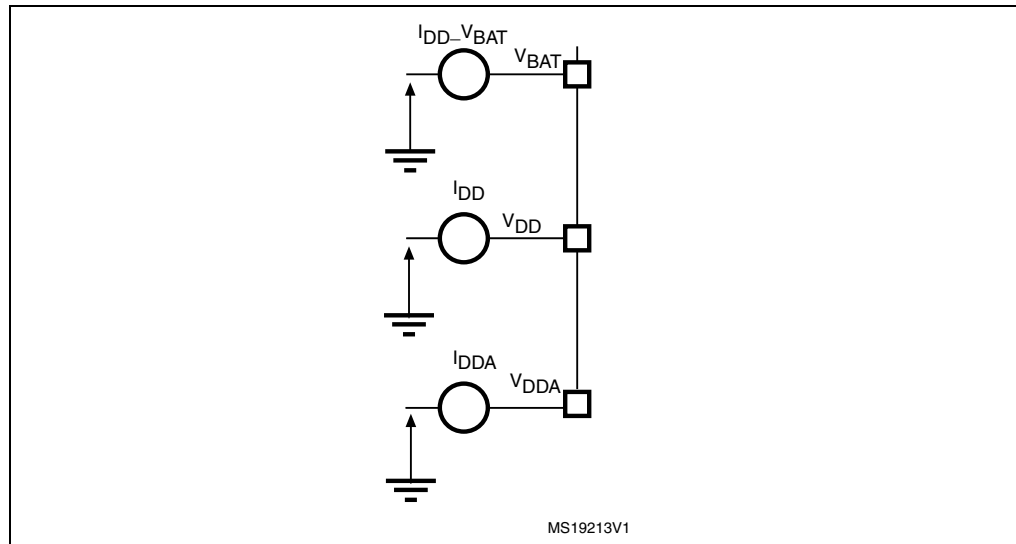 IDD_VBAT
VBAT
IDD
VDD
IDDA
VDDA
MS19213V1